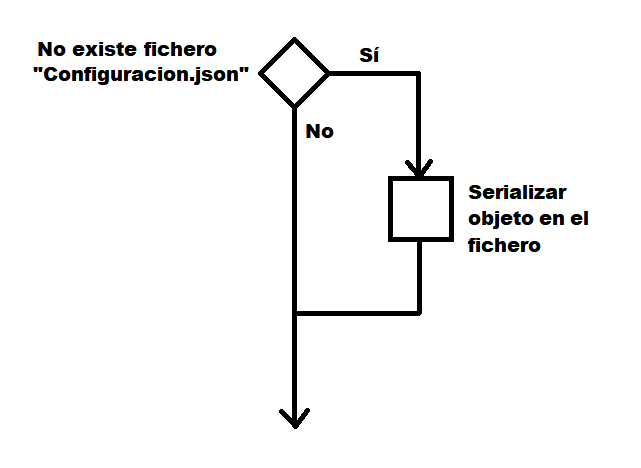 No existe fichero
"Configuracion.json"
Sí
No
Serializar
objeto en el
fichero